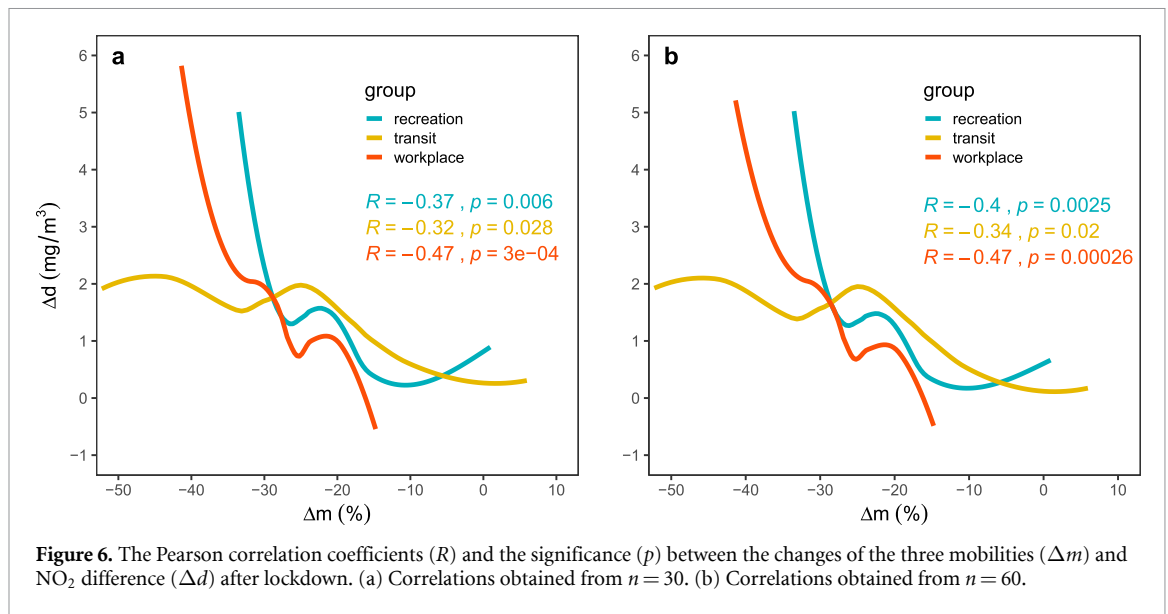 a
6
5
4
3
2
1
0
−1
Δd (mg/m³)
group
recreation
transit
workplace
R = −0.37 , p = 0.006
R = −0.32 , p = 0.028
R = −0.47 , p = 3e−04
−50 −40 −30 −20 −10 0 10
Δm (%)
b
6
5
4
3
2
1
0
−1
group
recreation
transit
workplace
R = −0.4 , p = 0.0025
R = −0.34 , p = 0.02
R = −0.47 , p = 0.00026
−50 −40 −30 −20 −10 0 10
Δm (%)
Figure 6. The Pearson correlation coefficients (R) and the significance (p) between the changes of the three mobilities (Δm) and
NO₂ difference (Δd) after lockdown. (a) Correlations obtained from n = 30. (b) Correlations obtained from n = 60.